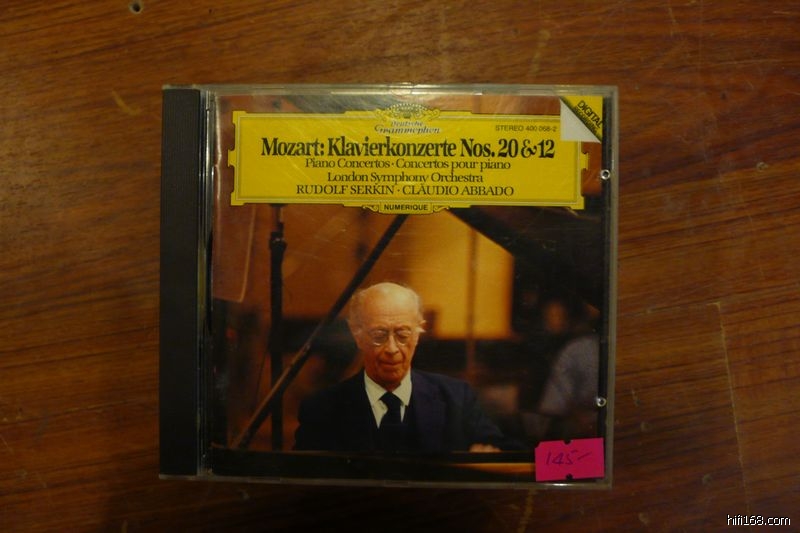 Deutsche
Grammophon
STEREO 400 068-2
DIGITAL
RECORDING
Mozart: Klavierkonzerte Nos. 20 & 12
Piano Concertos · Concertos pour piano
London Symphony Orchestra
RUDOLF SERKIN · CLAUDIO ABBADO
NUMERIQUE
145-
hifi168.com